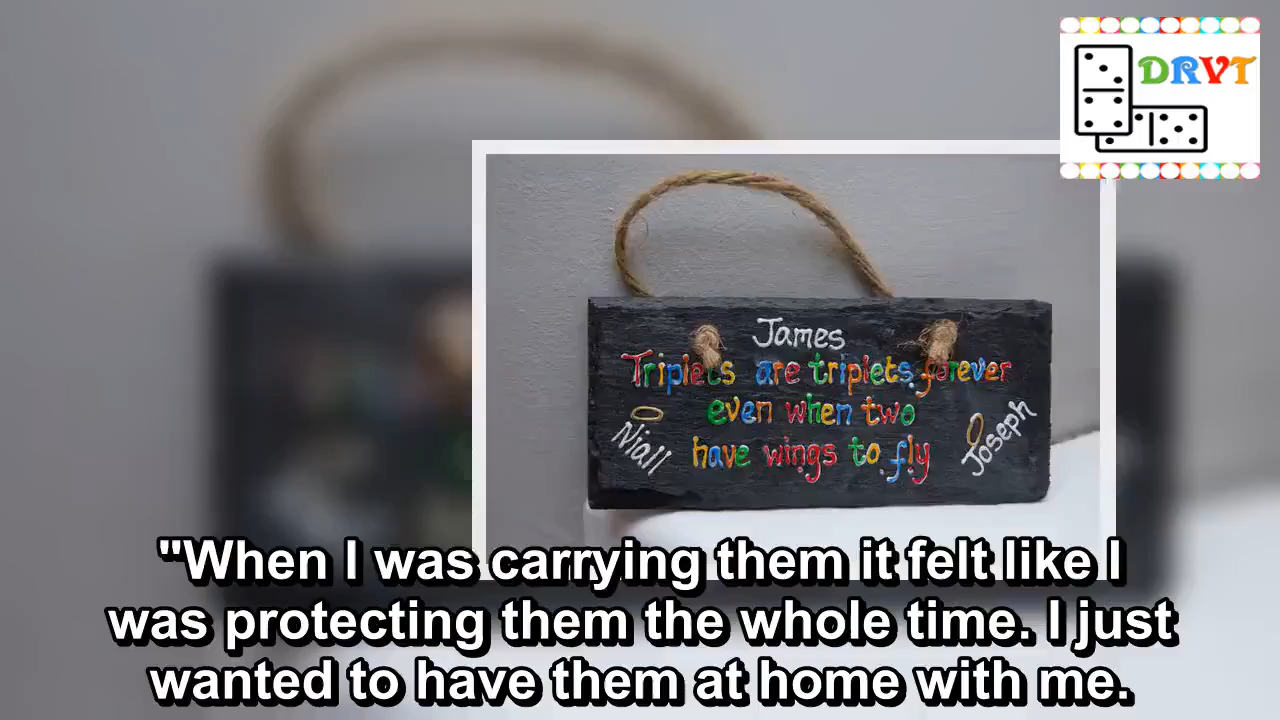 DRVT
James
Triplets are triplets forever
even when two
have wings to fly
Niall
Joseph
"When I was carrying them it felt like I
was protecting them the whole time. I just
wanted to have them at home with me.